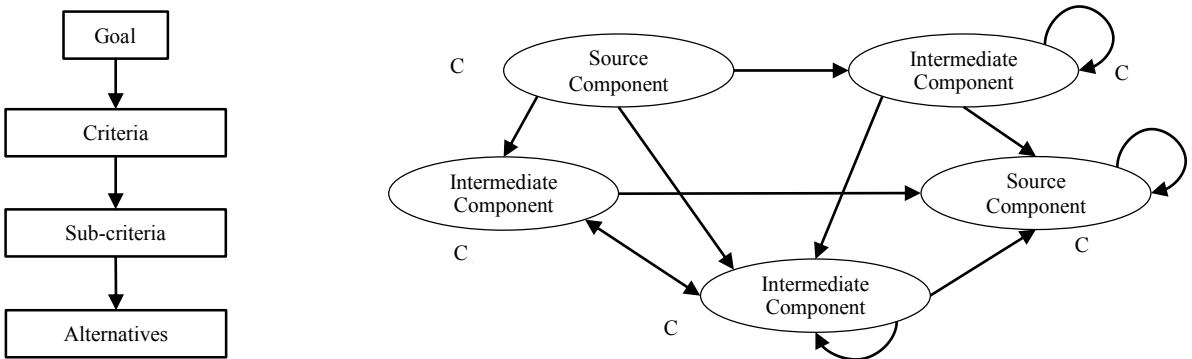 Goal
Criteria
Sub-criteria
Alternatives
C
Source
Component
Intermediate
Component
C
Intermediate
Component
C
Source
Component
C
Intermediate
Component
C